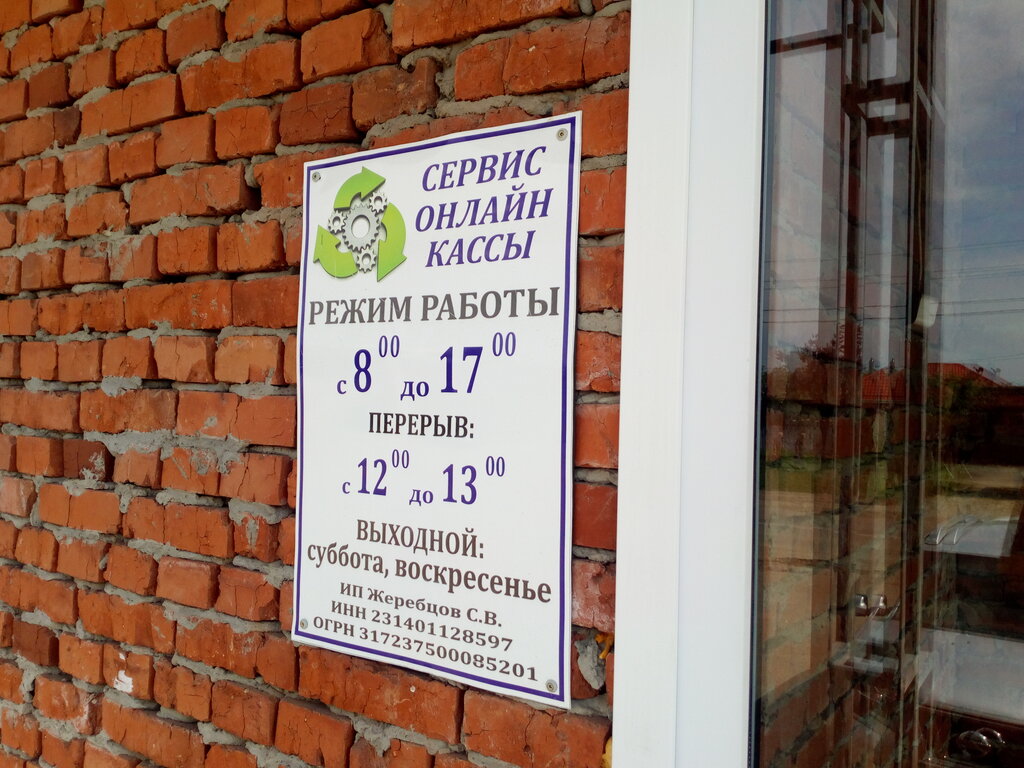 СЕРВИС
ОНЛАЙН
КАССЫ
РЕЖИМ РАБОТЫ
с 8 00 до 17 00
ПЕРЕРЫВ:
с 12 00 до 13 00
ВЫХОДНОЙ:
суббота, воскресенье
ИП Жеребцов С.В.
ИНН 231401128597
ОГРН 317237500085201